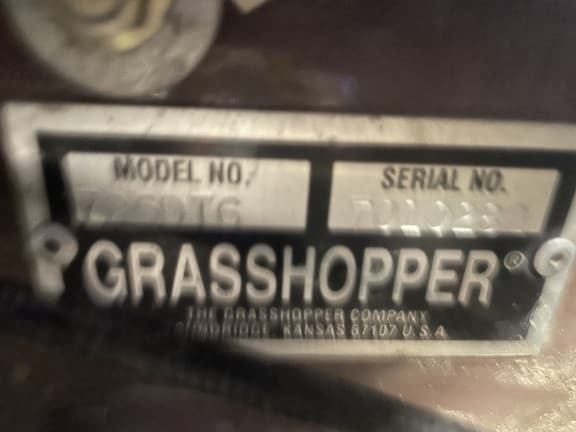 MODEL NO.
SERIAL NO.
GRASSHOPPER®
THE GRASSHOPPER COMPANY
KANSAS 67107 U.S.A.